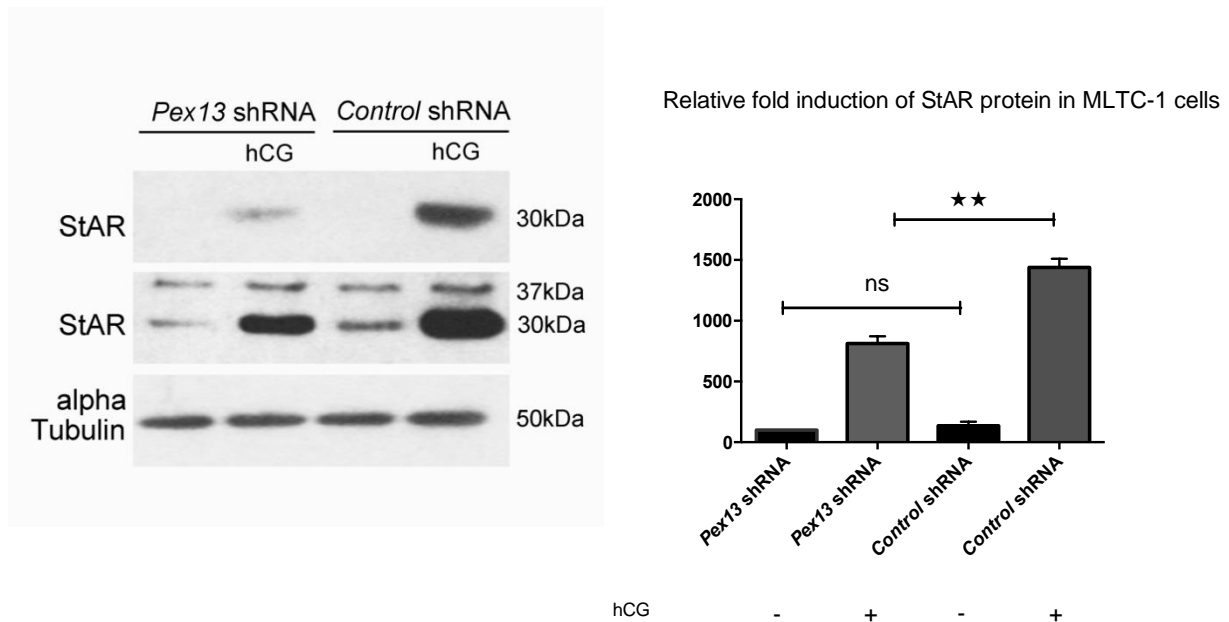 Pex13 shRNA Control shRNA
hCG hCG
StAR 30kDa
37kDa
StAR 30kDa
alpha
Tubulin 50kDa
Relative fold induction of StAR protein in MLTC-1 cells
2000
★★
1500
ns
1000
500
0
Pex13 shRNA
Pex13 shRNA
Control shRNA
Control shRNA
hCG - + - +